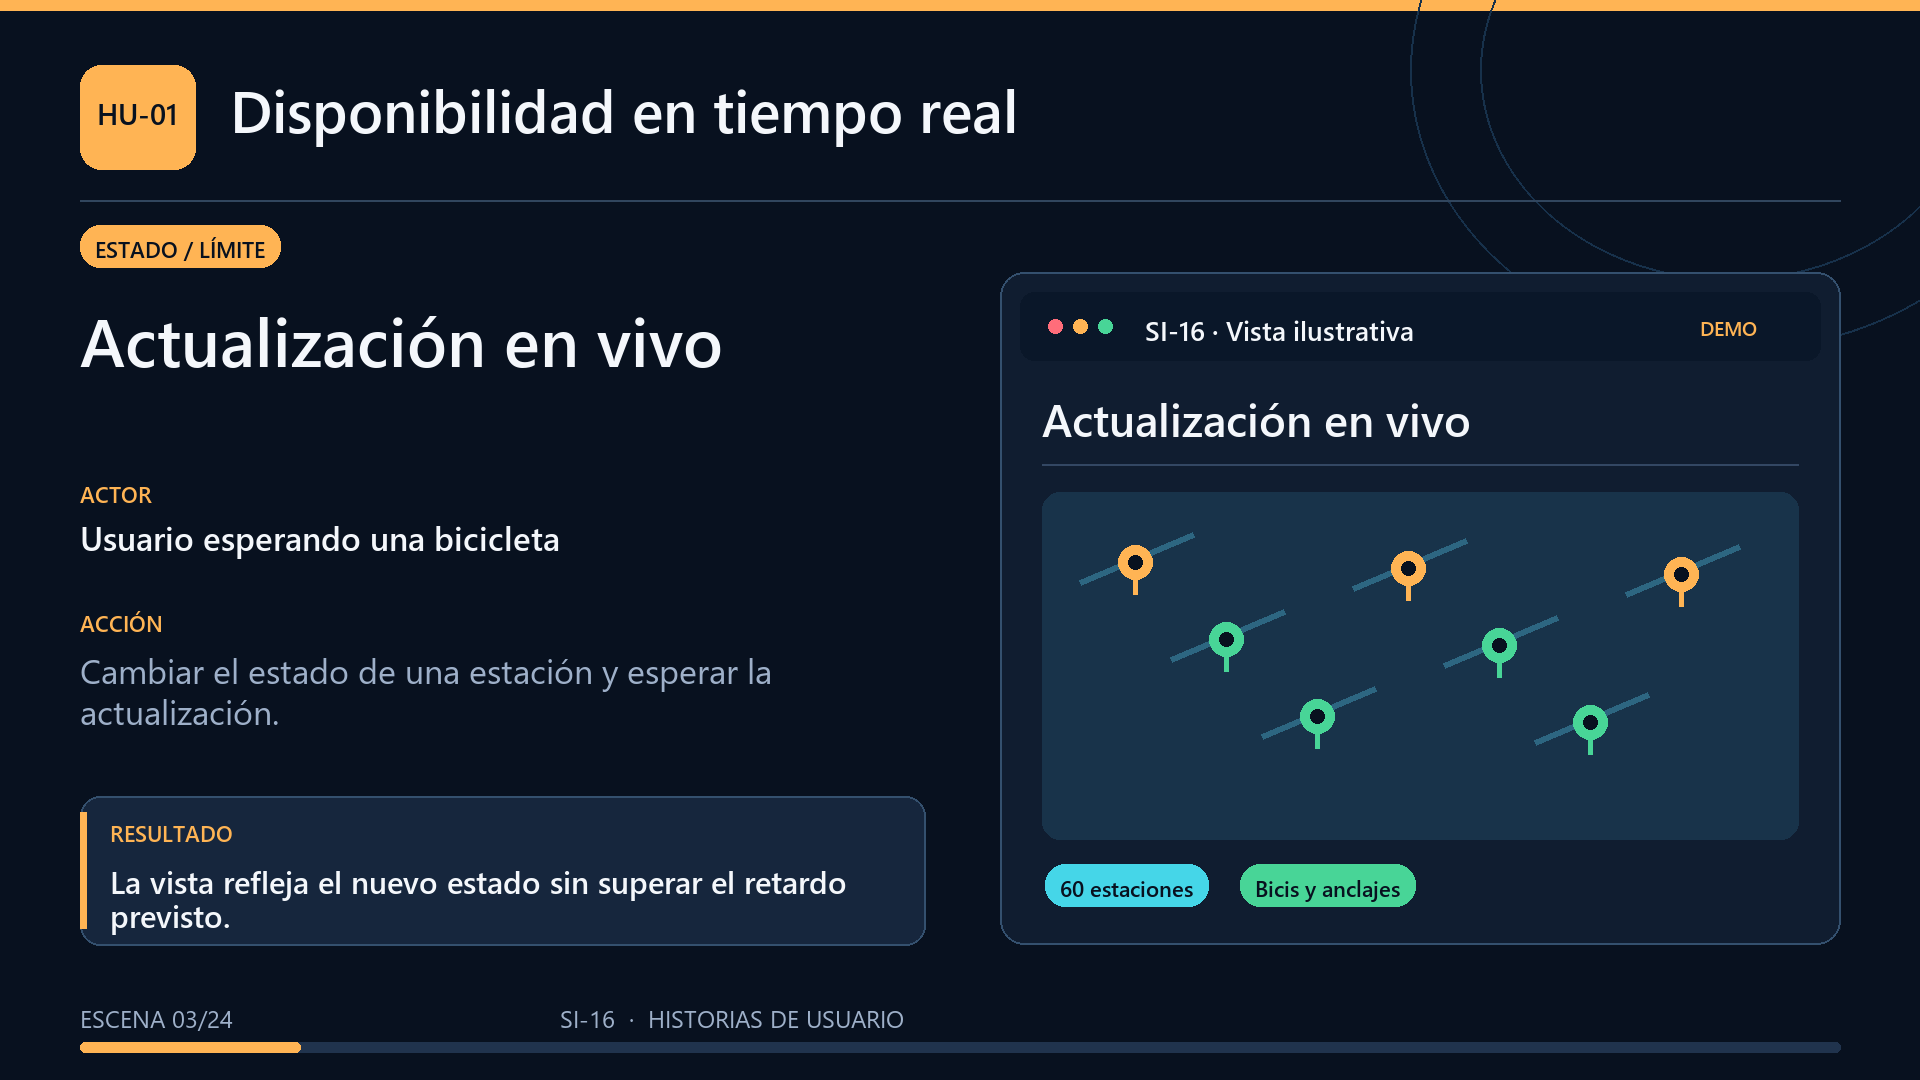 HU-01
Disponibilidad en tiempo real
ESTADO / LÍMITE
Actualización en vivo
ACTOR
Usuario esperando una bicicleta
ACCIÓN
Cambiar el estado de una estación y esperar la
actualización.
RESULTADO
La vista refleja el nuevo estado sin superar el retardo
previsto.
SI-16 · Vista ilustrativa
DEMO
Actualización en vivo
60 estaciones
Bicis y anclajes
ESCENA 03/24
SI-16 · HISTORIAS DE USUARIO